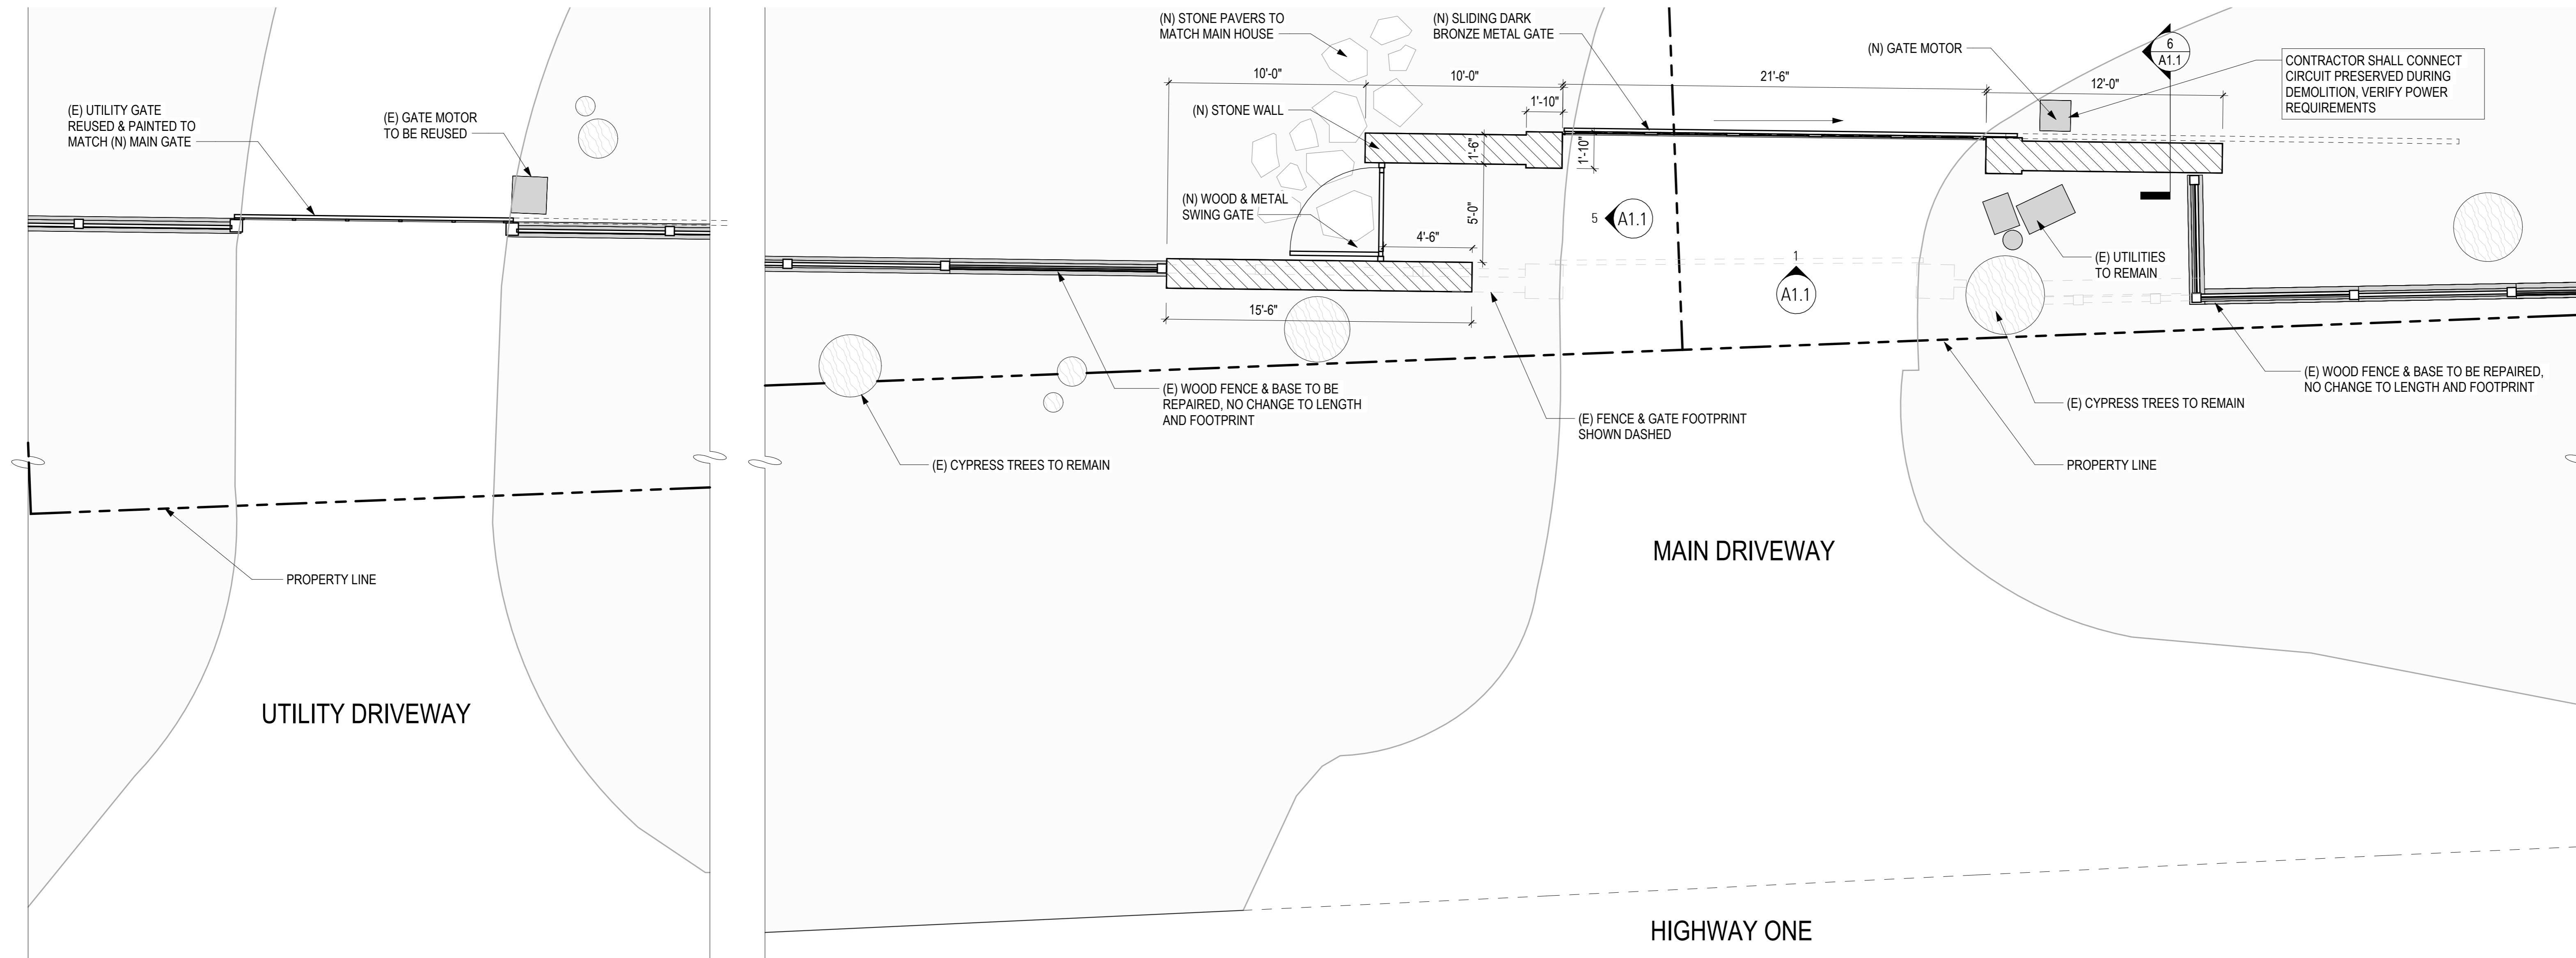 (E) UTILITY GATE
REUSED & PAINTED TO
MATCH (N) MAIN GATE
(E) GATE MOTOR
TO BE REUSED
PROPERTY LINE
UTILITY DRIVEWAY
(N) STONE PAVERS TO
MATCH MAIN HOUSE
(N) SLIDING DARK
BRONZE METAL GATE
(N) GATE MOTOR
6
A1.1
CONTRACTOR SHALL CONNECT
CIRCUIT PRESERVED DURING
DEMOLITION, VERIFY POWER
REQUIREMENTS
10'-0"
10'-0"
21'-6"
12'-0"
1'-10"
(N) STONE WALL
1'-6"
1'-10"
(N) WOOD & METAL
SWING GATE
5'-0"
4'-6"
5
A1.1
1
A1.1
(E) UTILITIES
TO REMAIN
15'-6"
(E) WOOD FENCE & BASE TO BE
REPAIRED, NO CHANGE TO LENGTH
AND FOOTPRINT
(E) FENCE & GATE FOOTPRINT
SHOWN DASHED
(E) WOOD FENCE & BASE TO BE REPAIRED,
NO CHANGE TO LENGTH AND FOOTPRINT
(E) CYPRESS TREES TO REMAIN
(E) CYPRESS TREES TO REMAIN
PROPERTY LINE
MAIN DRIVEWAY
HIGHWAY ONE